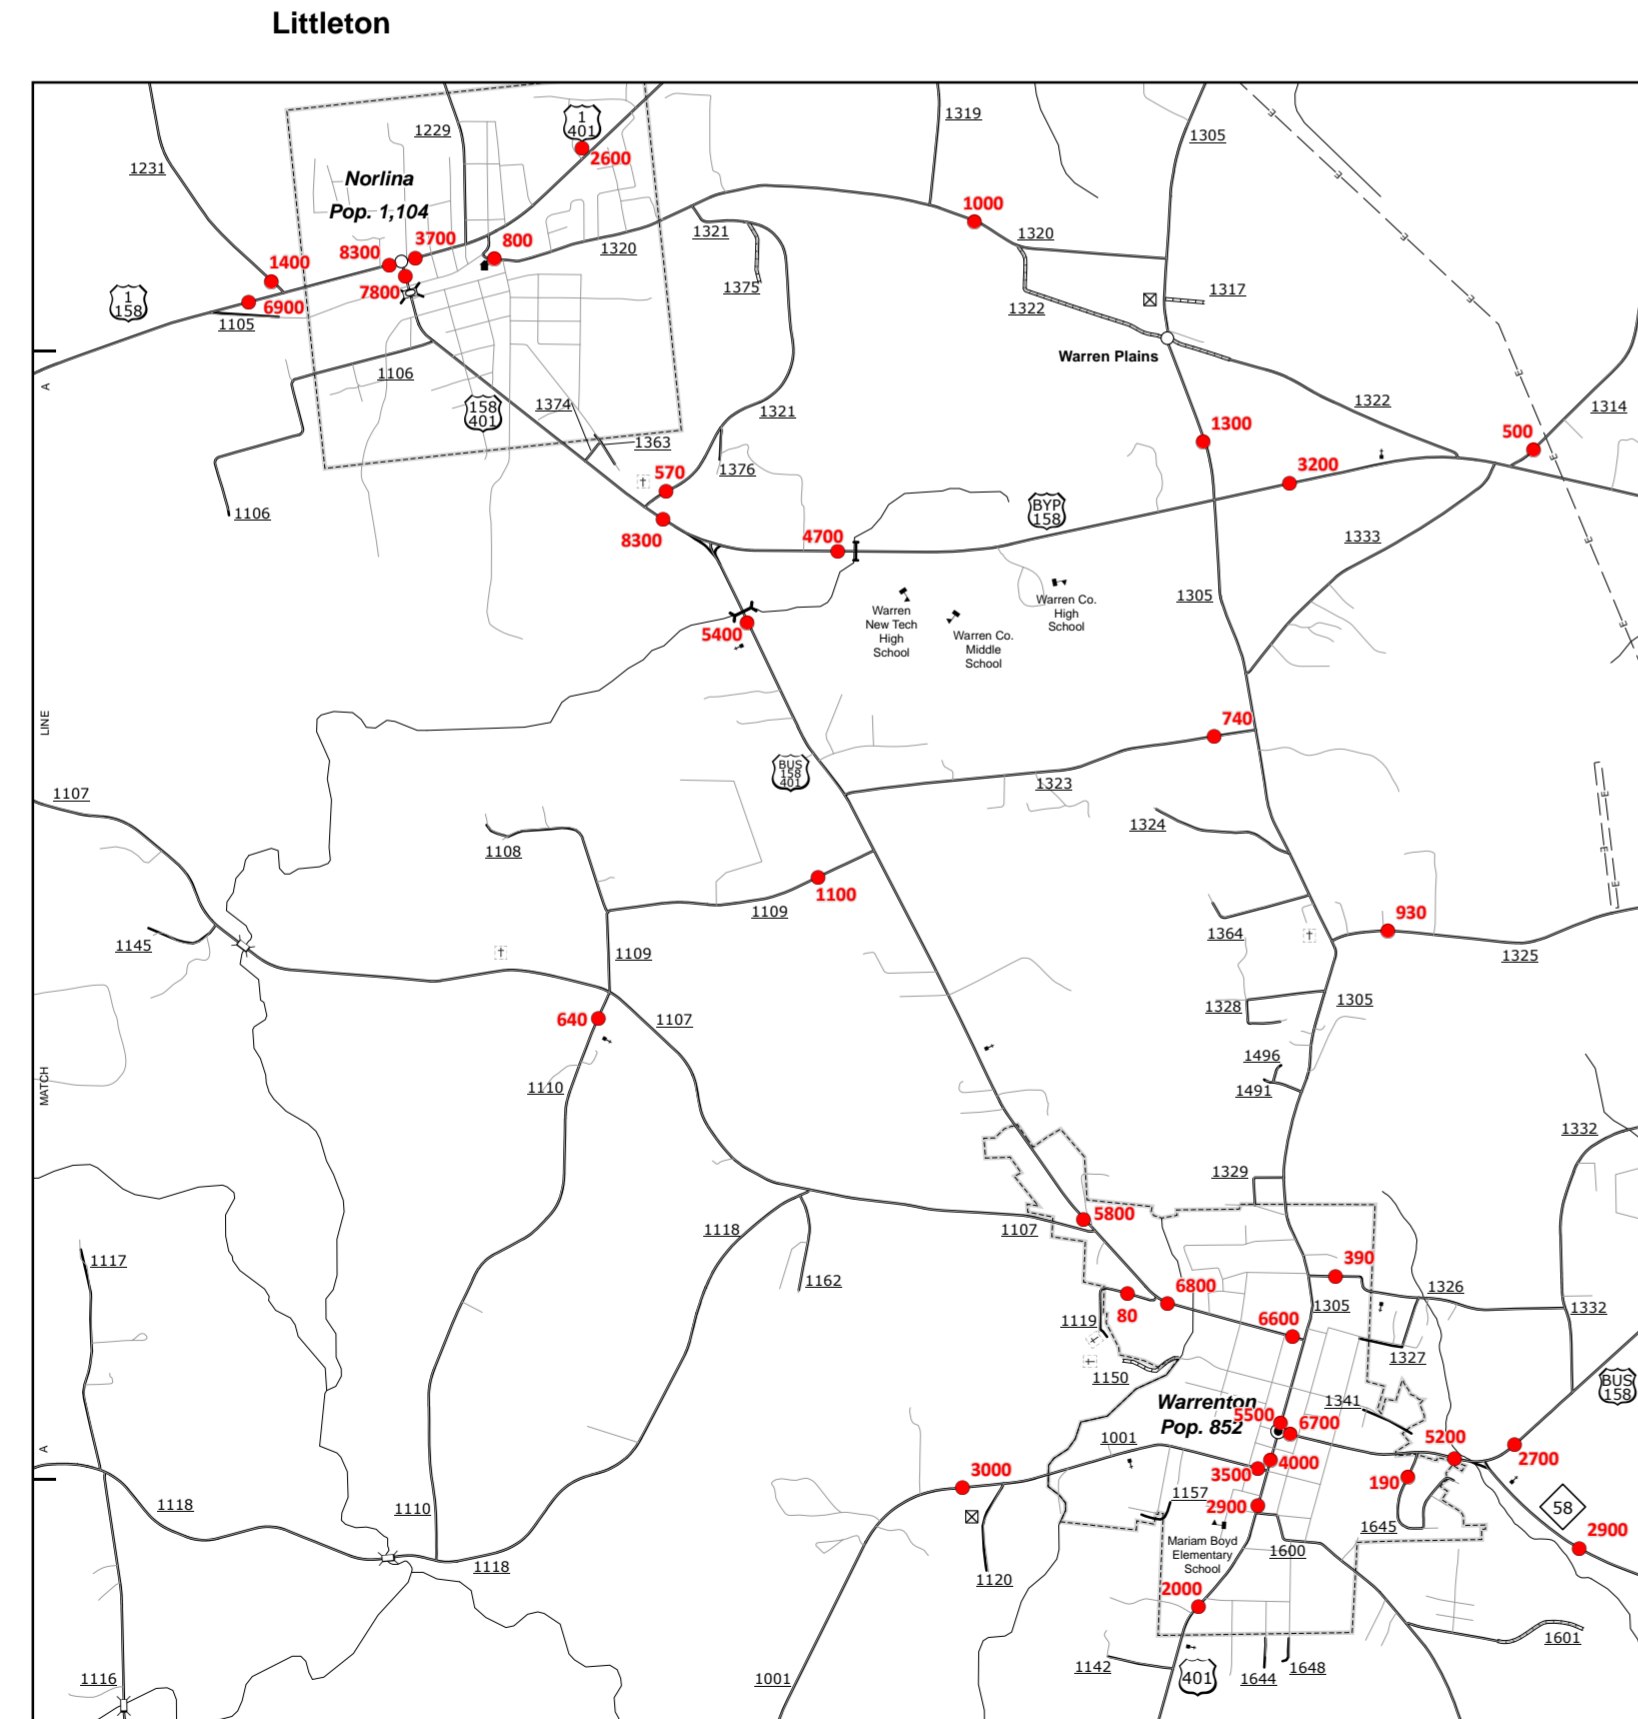 Littleton
1229
1
401
2600
1319
1305
1231
Norlina
Pop. 1,104
1000
8300
3700
800
1320
1321
1320
1400
6900
7800
1375
1322
1317
1
158
1105
Warren Plains
A
1106
158
401
1374
1321
1322
1314
1363
1300
500
570
1376
3200
1106
8300
4700
BYP
158
1333
Warren
New Tech
High
School
Warren Co.
Middle
School
Warren Co.
High
School
1305
5400
LINE
740
BUS
158
401
1323
1107
1324
1108
1100
1109
930
1364
1325
1145
1109
1328
1305
640
1107
1496
1491
MATCH
1110
1332
1329
5800
1118
1107
390
1117
1162
6800
1326
80
1305
1332
1119
6600
1327
1150
BUS
158
Warrenton
Pop. 852
5500
6700
1341
5200
1001
2700
A
3000
3500
4000
190
1118
1110
1157
2900
58
1645
2900
Mariam Boyd
Elementary
School
1600
1118
1120
2000
1601
1142
401
1644
1648
1116
1001
E
E
E
E
E
E
E
E
E
E
E
E